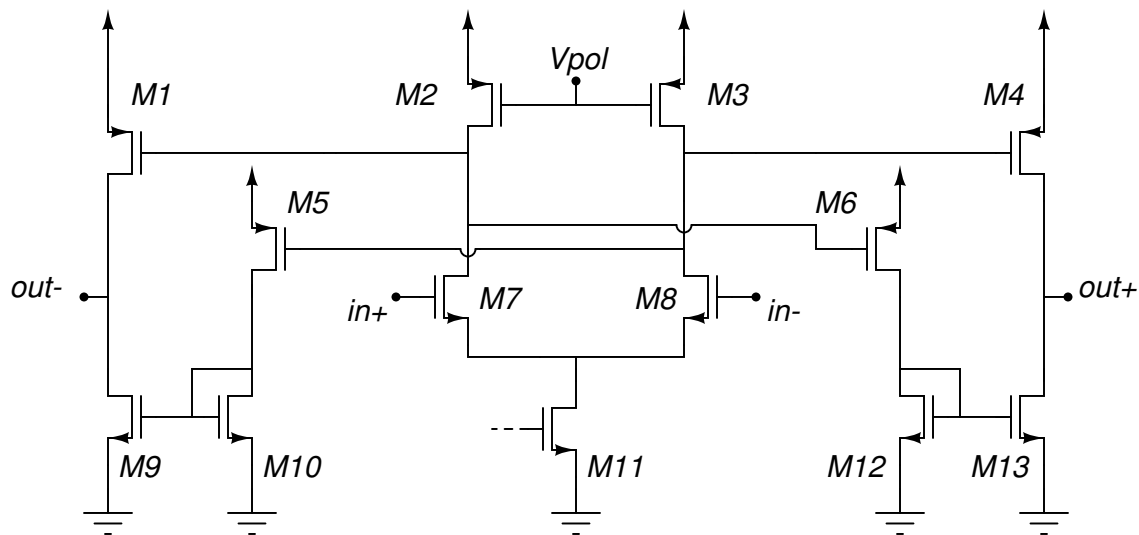 Vpol
M1
M2
M3
M4
M5
M6
out-
in+
M7
M8
in-
out+
M9
M10
M11
M12
M13